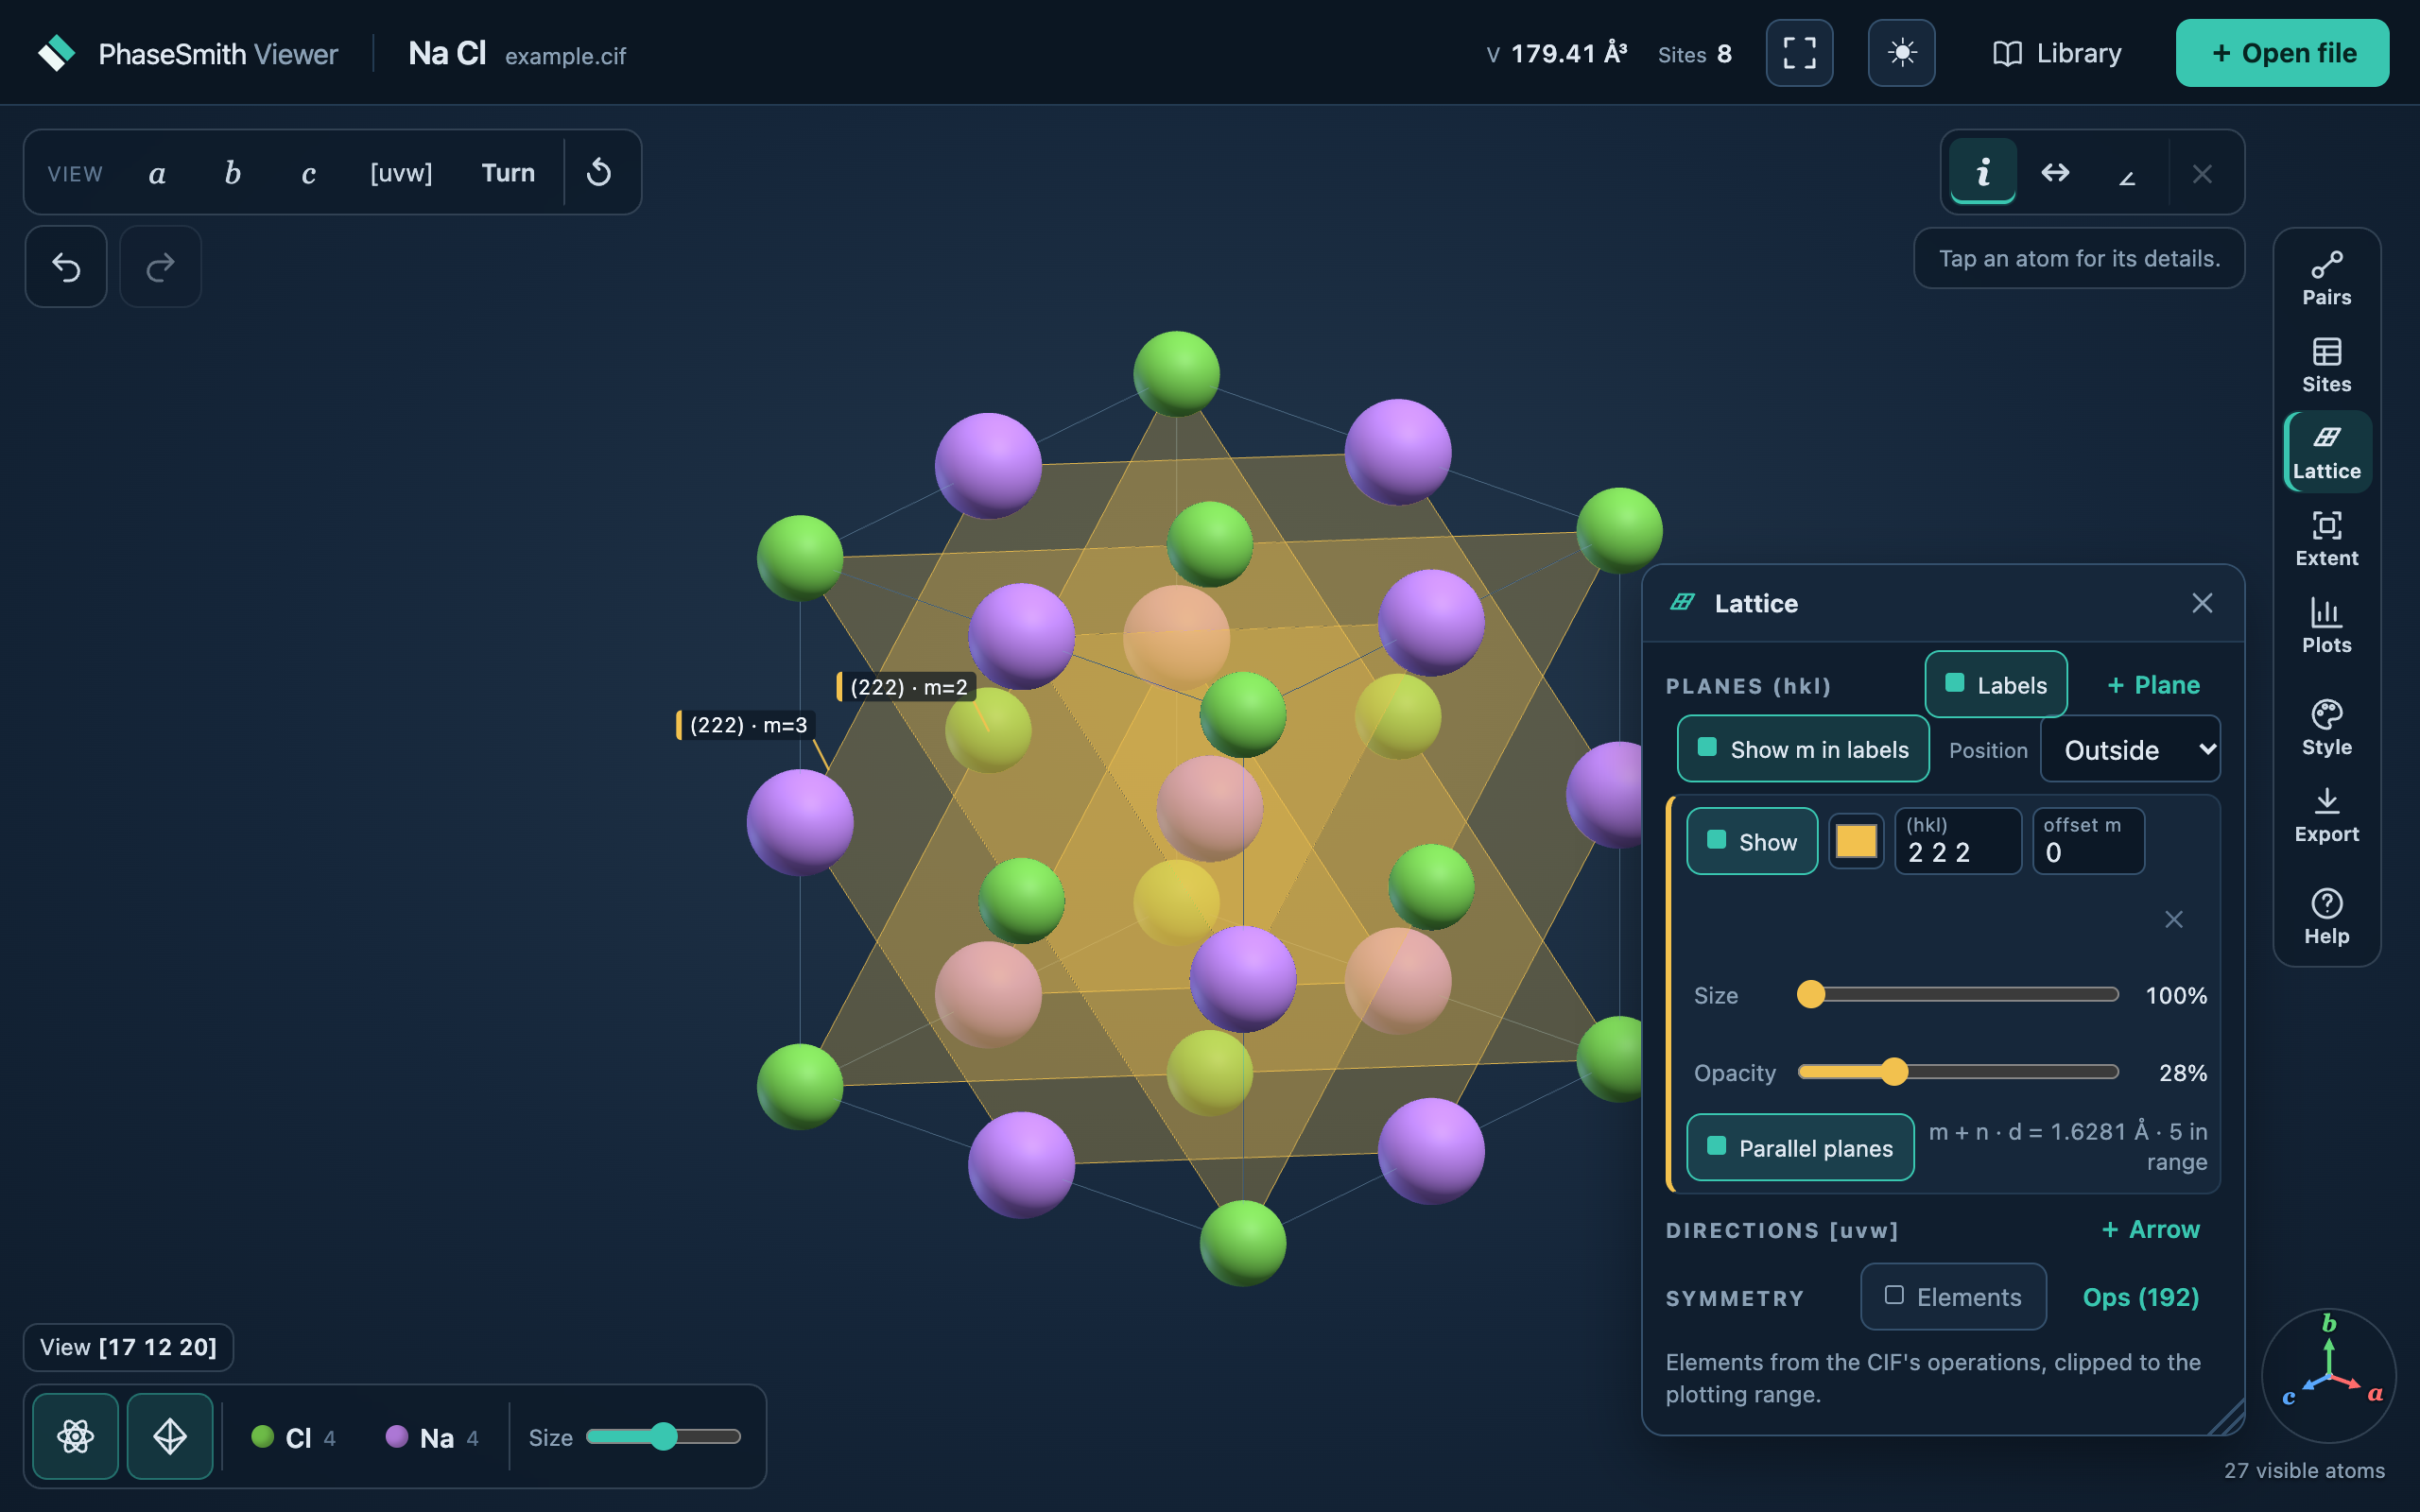 PhaseSmith Viewer
Na Cl example.cif
V 179.41 Å³ Sites 8
Library
+ Open file
VIEW a b c [uvw] Turn
i
Tap an atom for its details.
Pairs
Sites
Lattice
Extent
Plots
Style
Export
Help
(222) · m=2
(222) · m=3
Lattice
PLANES (hkl) Labels + Plane
Show m in labels Position Outside
Show (hkl) 2 2 2 offset m 0
Size 100%
Opacity 28%
Parallel planes m + n · d = 1.6281 Å · 5 in
range
DIRECTIONS [uvw] + Arrow
SYMMETRY Elements Ops (192)
Elements from the CIF's operations, clipped to the
plotting range.
View [17 12 20]
Cl 4 Na 4 Size
b
c a
27 visible atoms